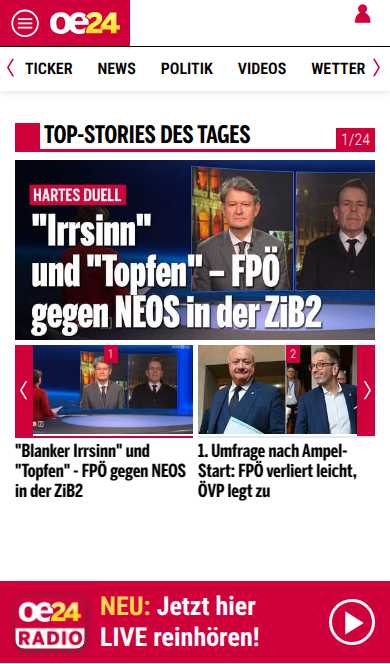 oe24
TICKER NEWS POLITIK VIDEOS WETTER
TOP-STORIES DES TAGES
1/24
HARTES DUELL
"Irrsinn"
und "Topfen" – FPÖ
gegen NEOS in der ZiB2
1
2
"Blanker Irrsinn" und
"Topfen" - FPÖ gegen NEOS
in der ZiB2
1. Umfrage nach Ampel-
Start: FPÖ verliert leicht,
ÖVP legt zu
oe24
RADIO
NEU: Jetzt hier
LIVE reinhören!